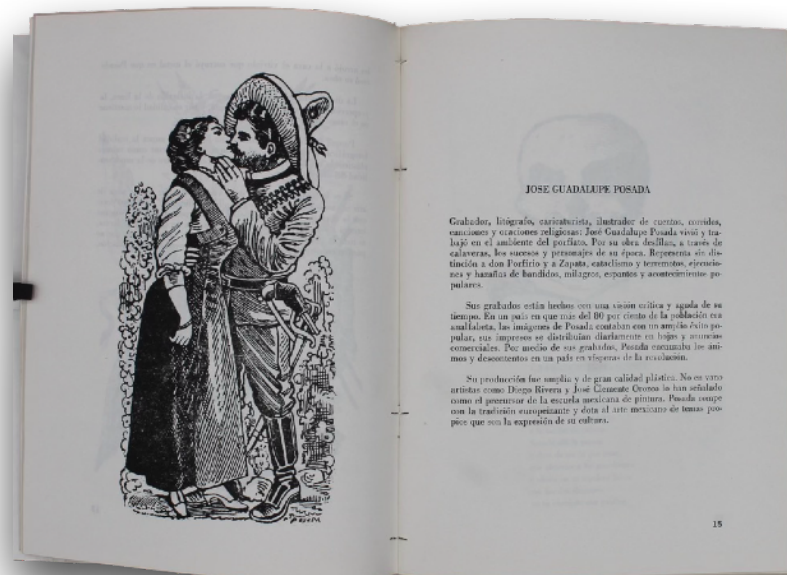 POSADA
JOSE GUADALUPE POSADA
Grabador, litógrafo, caricaturista, ilustrador de cuentos, corridos,
canciones y oraciones religiosas: José Guadalupe Posada vivió y tra-
bajó en el ambiente del porfiato. Por su obra desfilan, a través de
calaveras, los sucesos y personajes de su época. Representa sin dis-
tinción a don Porfirio y a Zapata, cataclismo y terremotos, ejecucio-
nes y hazañas de bandidos, milagros, espantos y acontecimientos po-
pulares.
Sus grabados están hechos con una visión crítica y aguda de su
tiempo. En un país en que más del 80 por ciento de la población era
analfabeta, las imágenes de Posada contaban con un amplio éxito po-
pular, sus impresos se distribuían diariamente en hojas y anuncios
comerciales. Por medio de sus grabados, Posada encauzaba los áni-
mos y descontentos en un país en vísperas de la revolución.
Su producción fue amplia y de gran calidad plástica. No es vano
artistas como Diego Rivera y José Clemente Orozco lo han señalado
como el precursor de la escuela mexicana de pintura. Posada rompe
con la tradición europeizante y dota al arte mexicano de temas pro-
pios que son la expresión de su cultura.
15